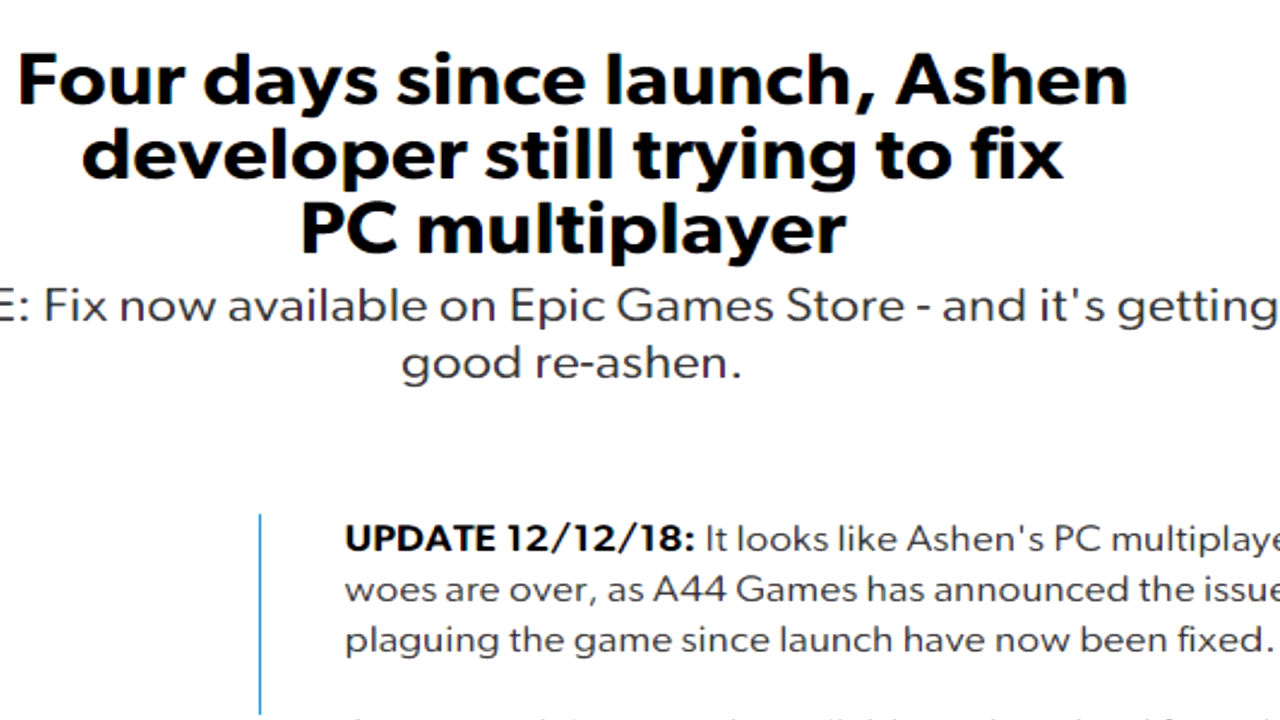 Four days since launch, Ashen
developer still trying to fix
PC multiplayer
E: Fix now available on Epic Games Store - and it's getting
good re-ashen.
UPDATE 12/12/18: It looks like Ashen's PC multiplaye
woes are over, as A44 Games has announced the issue
plaguing the game since launch have now been fixed.